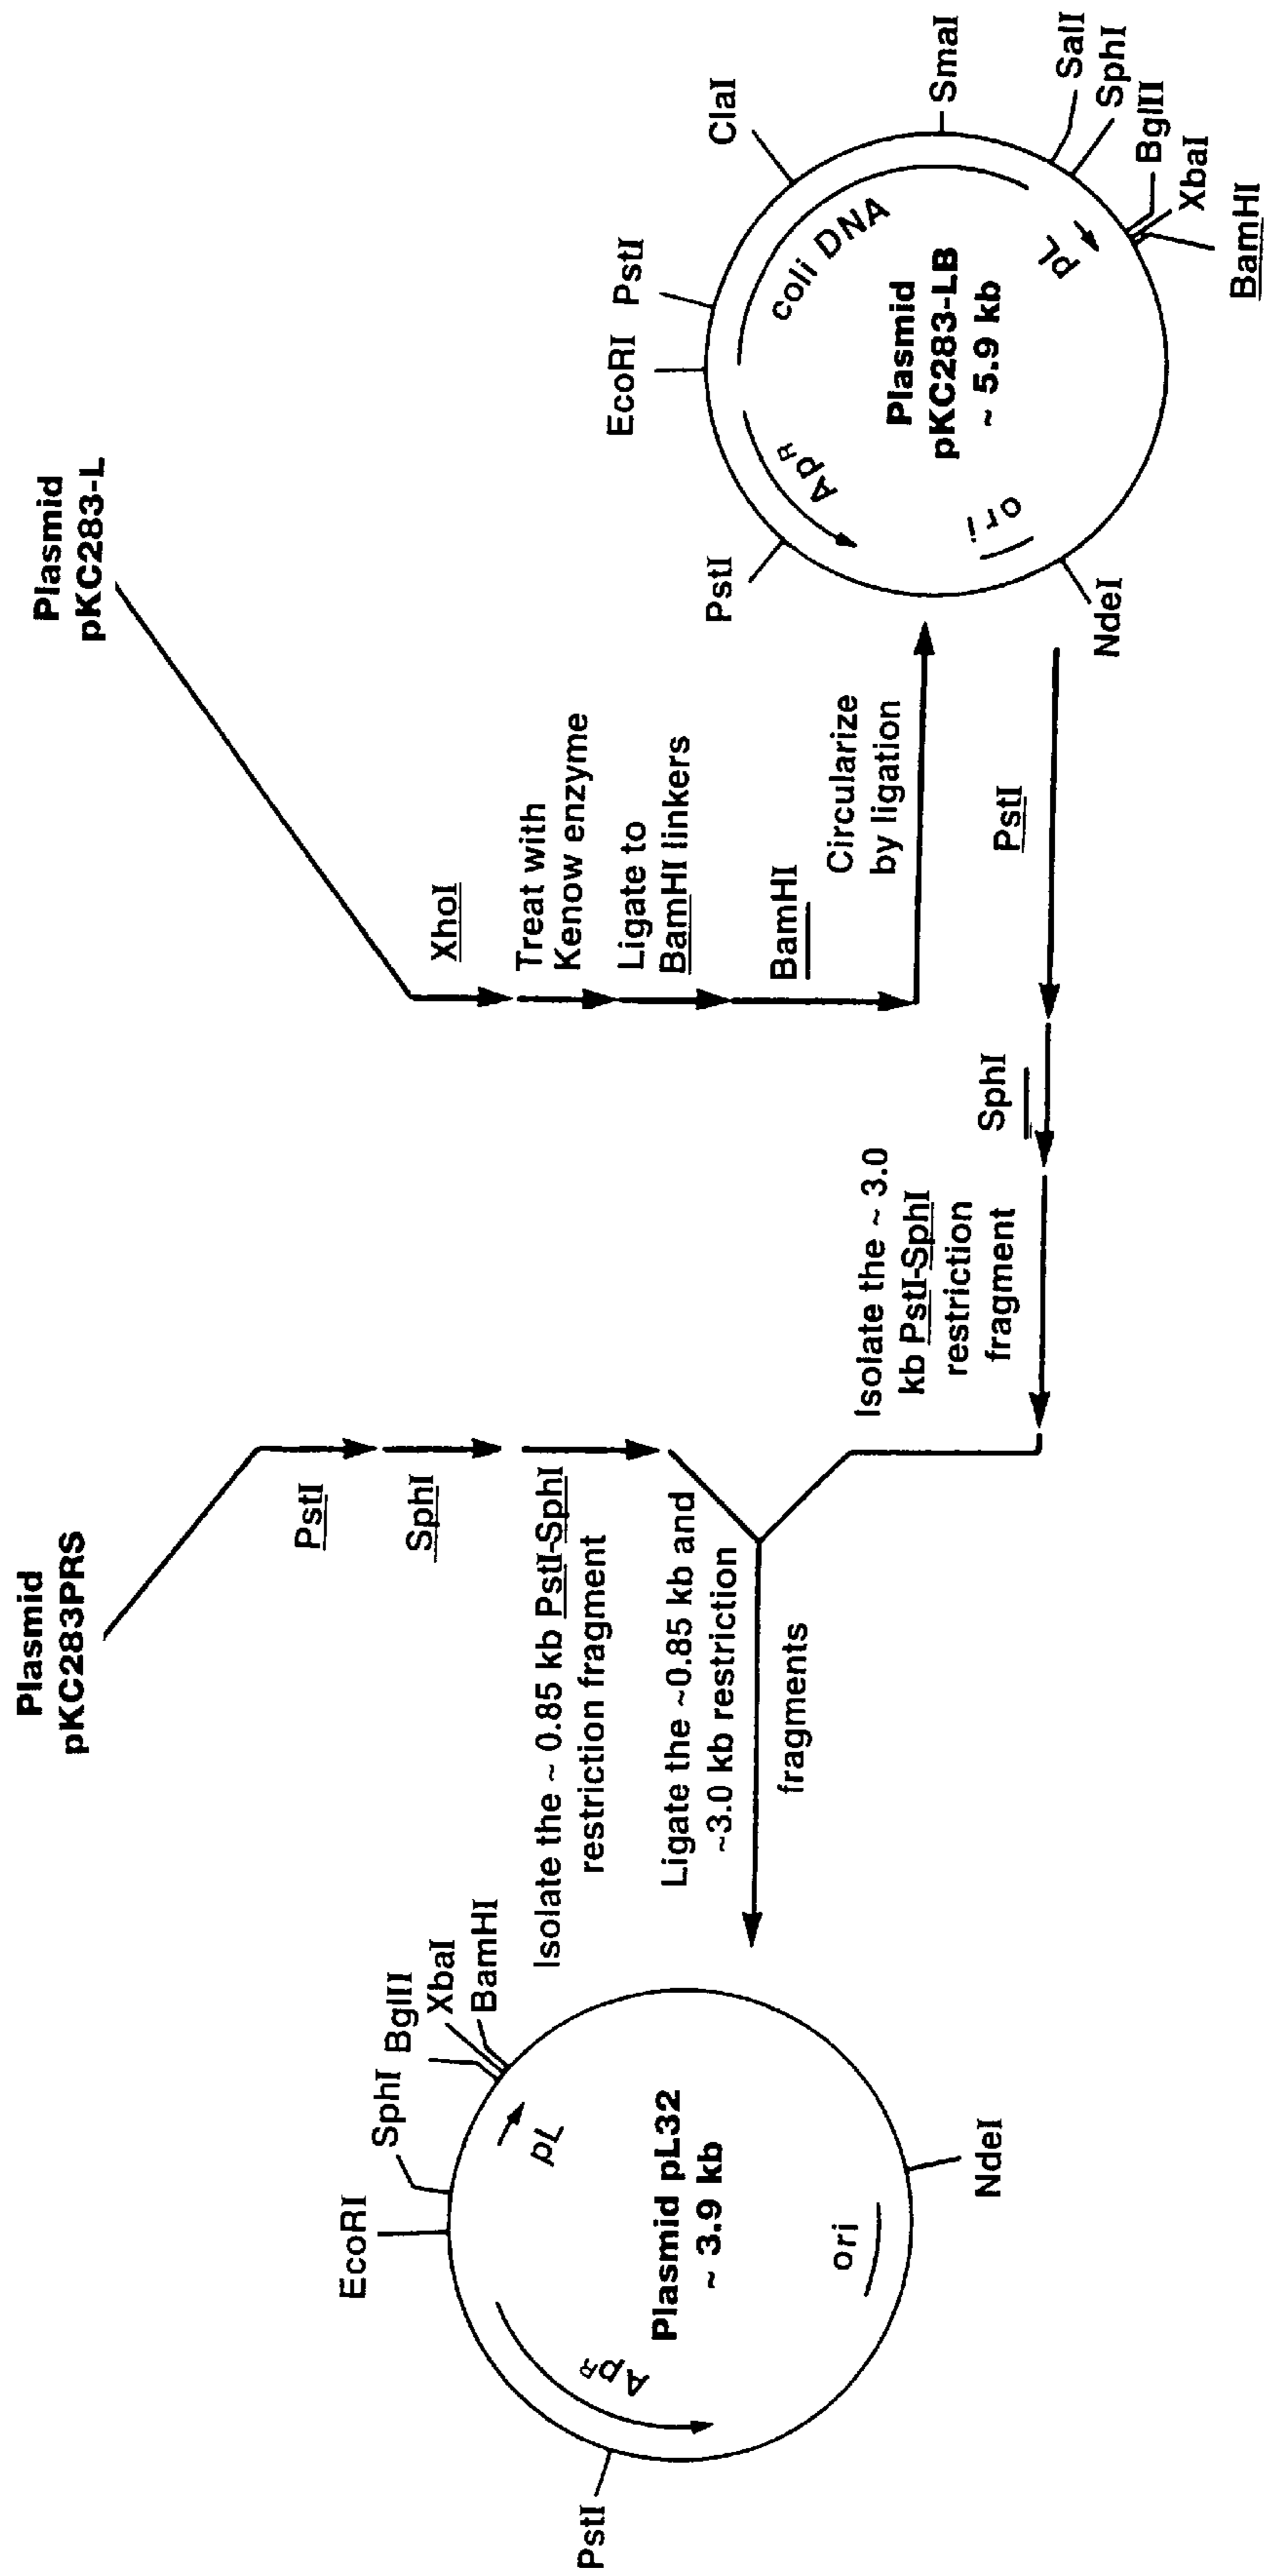 Plasmid
pKC283PRS
PstI
SphI
Isolate the ~ 0.85 kb PstI-SphI
restriction fragment
Ligate the ~0.85 kb and
~3.0 kb restriction
fragments
Plasmid
pKC283-L
XhoI
Treat with
Kenow enzyme
Ligate to
BamHI linkers
BamHI
Circularize
by ligation
PstI
SphI
Isolate the ~ 3.0
kb PstI-SphI
restriction
fragment
EcoRI
SphI
BglII
XbaI
BamHI
pL
ApR
Plasmid pL32
~ 3.9 kb
ori
PstI
NdeI
EcoRI
PstI
ClaI
SmaI
SalI
SphI
BglII
XbaI
BamHI
coli DNA
ApR
pL
Plasmid
pKC283-LB
~ 5.9 kb
ori
PstI
NdeI